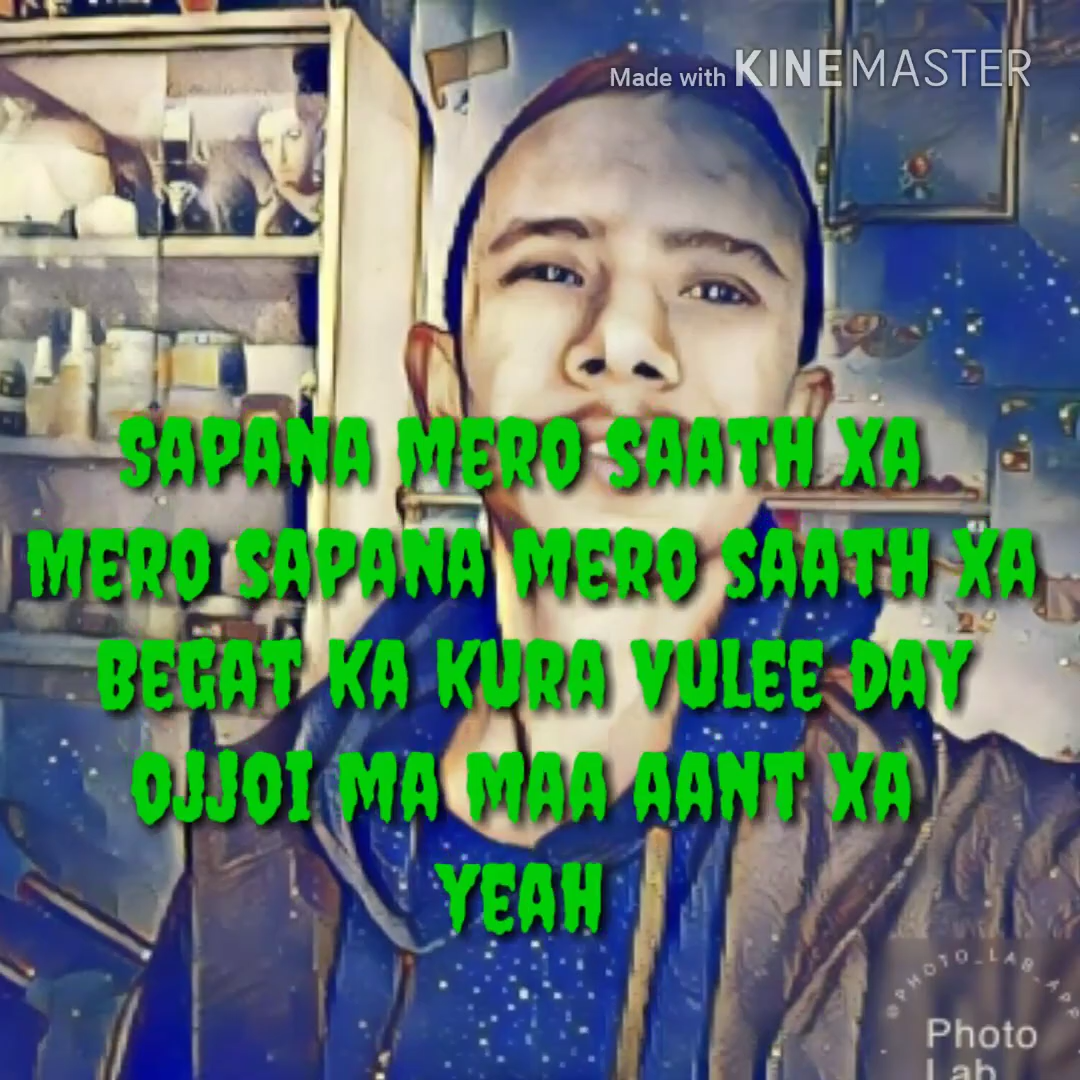 Made with KINEMASTER
SAPANA MERO SAATH XA
MERO SAPANA MERO SAATH XA
BEGAT KA KURA VULEE DAY
OJJOI MA MAA AANT XA
YEAH
@PHOTO_LAB_APP
Photo
Lab